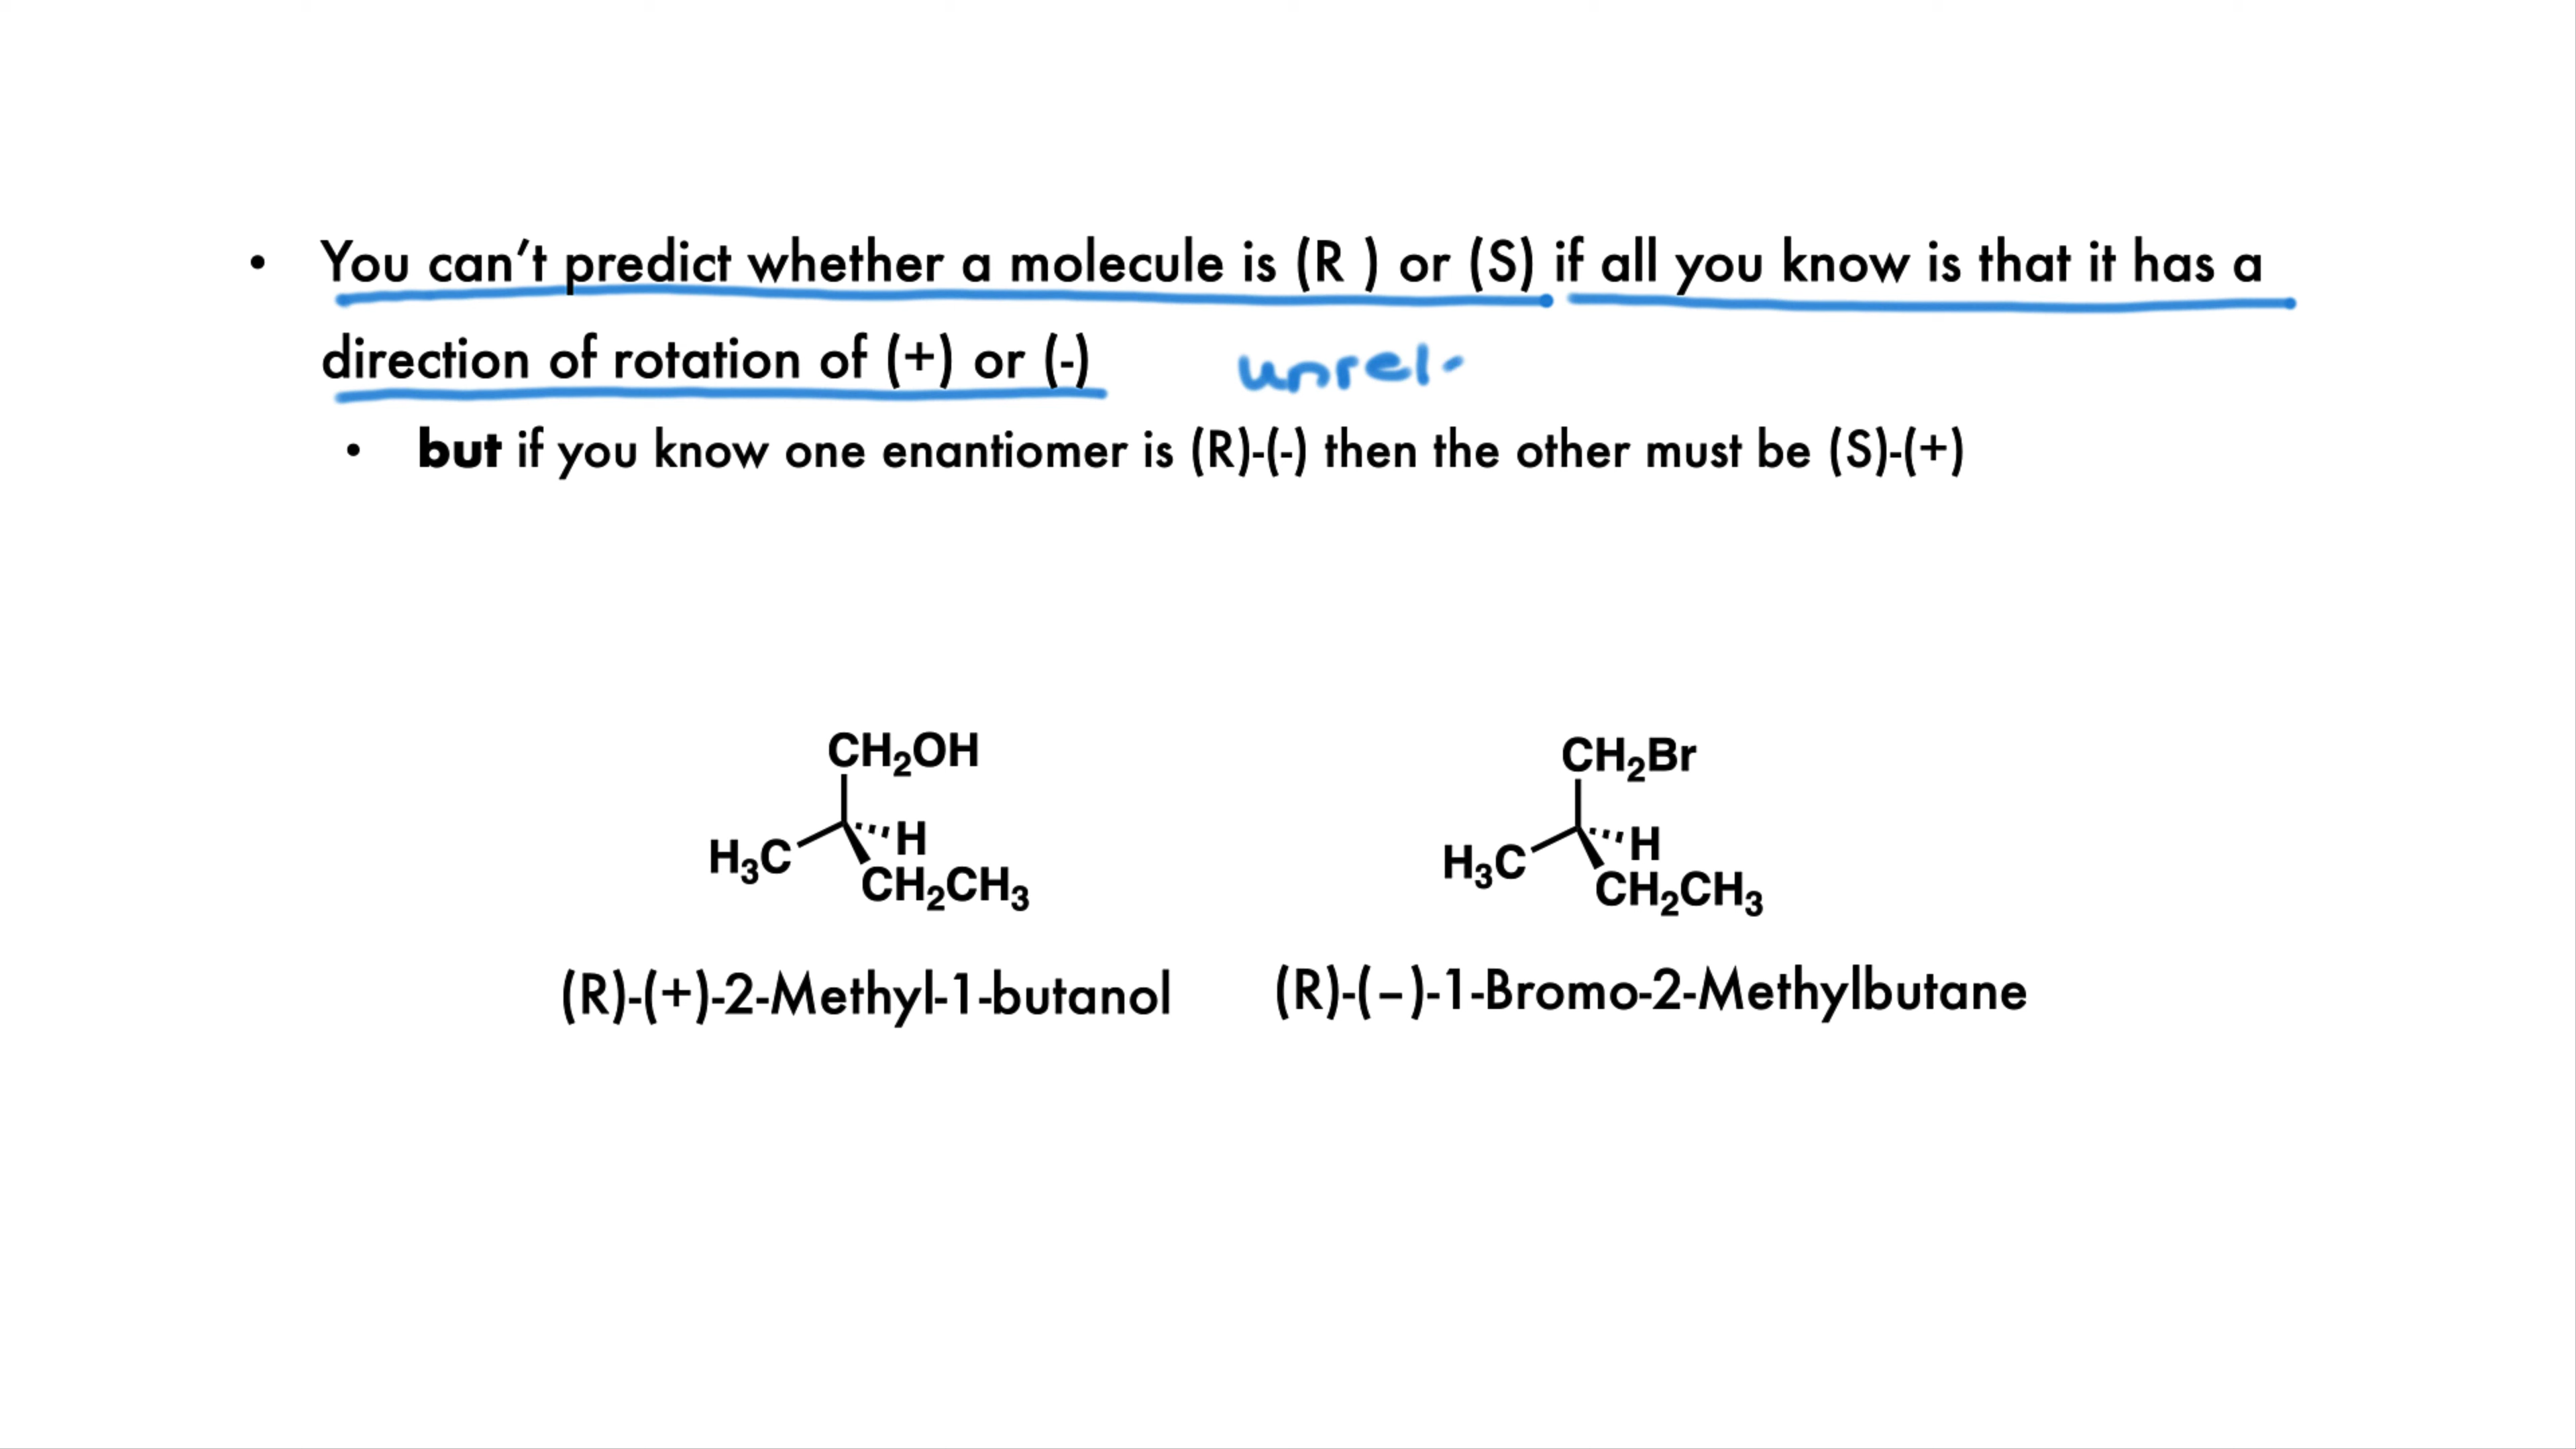 • You can't predict whether a molecule is (R ) or (S) if all you know is that it has a
direction of rotation of (+) or (-) unrel.
• but if you know one enantiomer is (R)-(-) then the other must be (S)-(+)
CH₂OH
H₃C H
CH₂CH₃
(R)-(+)-2-Methyl-1-butanol
CH₂Br
H₃C H
CH₂CH₃
(R)-(–)-1-Bromo-2-Methylbutane